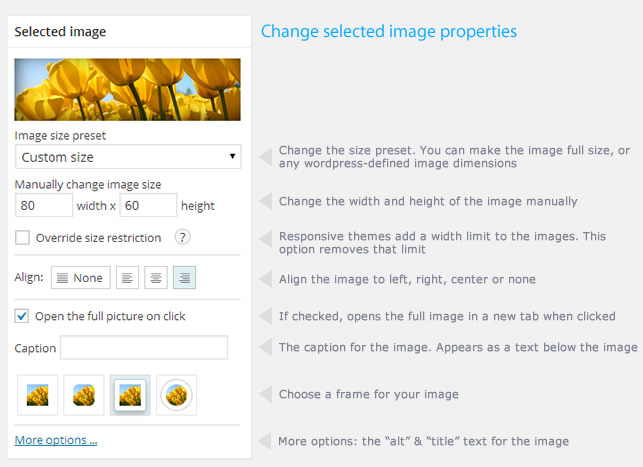 Selected image
Change selected image properties
Image size preset
Custom size
Change the size preset. You can make the image full size, or
any wordpress-defined image dimensions
Manually change image size
80 width x 60 height
Change the width and height of the image manually
Override size restriction ?
Responsive themes add a width limit to the images. This
option removes that limit
Align: None
Align the image to left, right, center or none
Open the full picture on click
If checked, opens the full image in a new tab when clicked
Caption
The caption for the image. Appears as a text below the image
Choose a frame for your image
More options ...
More options: the “alt” & “title” text for the image